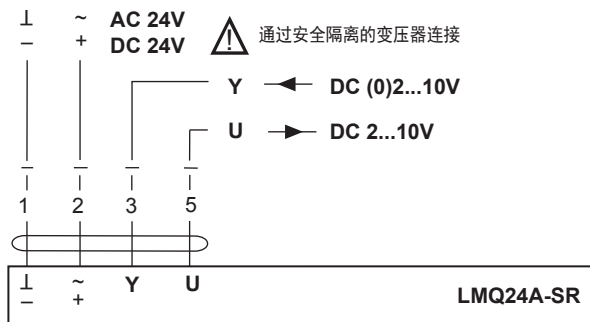 ⊥ ~ AC 24V
– + DC 24V
通过安全隔离的变压器连接
Y DC (0)2...10V
U DC 2...10V
1 2 3 5
⊥ ~ Y U
– +
LMQ24A-SR